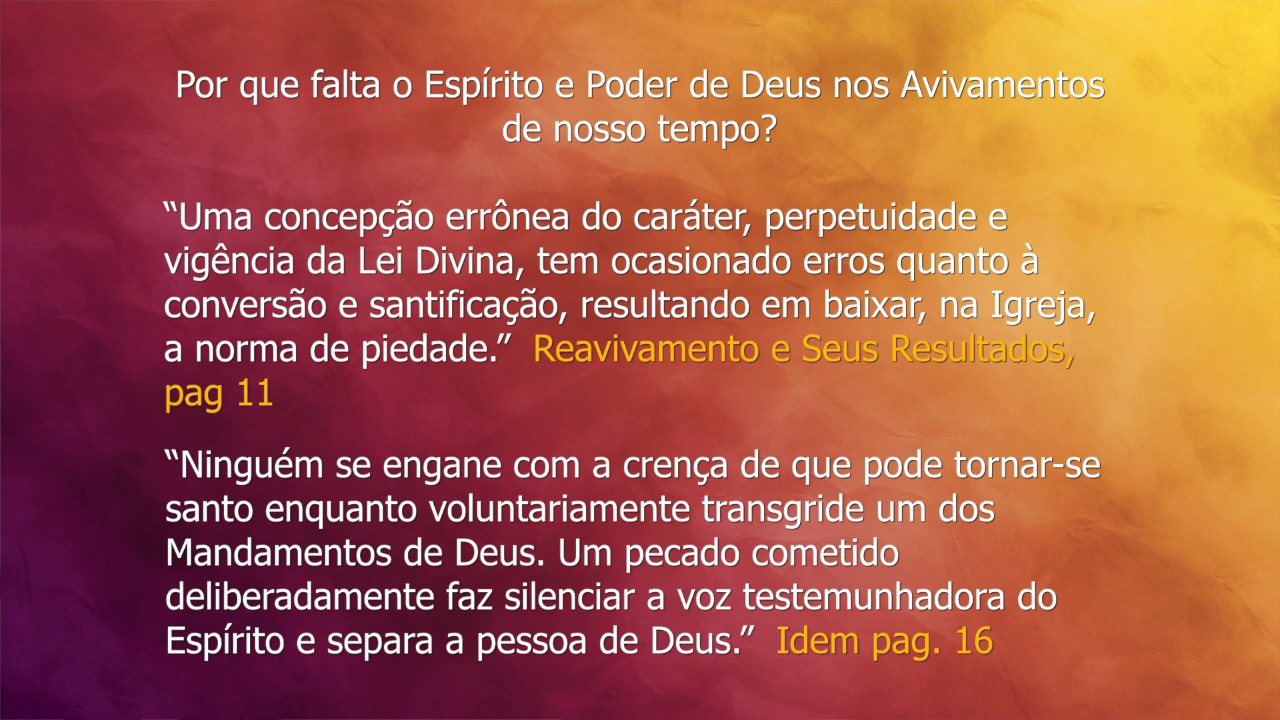 Por que falta o Espírito e Poder de Deus nos Avivamentos
de nosso tempo?
“Uma concepção errônea do caráter, perpetuidade e
vigência da Lei Divina, tem ocasionado erros quanto à
conversão e santificação, resultando em baixar, na Igreja,
a norma de piedade.” Reavivamento e Seus Resultados,
pag 11
“Ninguém se engane com a crença de que pode tornar-se
santo enquanto voluntariamente transgride um dos
Mandamentos de Deus. Um pecado cometido
deliberadamente faz silenciar a voz testemunhadora do
Espírito e separa a pessoa de Deus.” Idem pag. 16